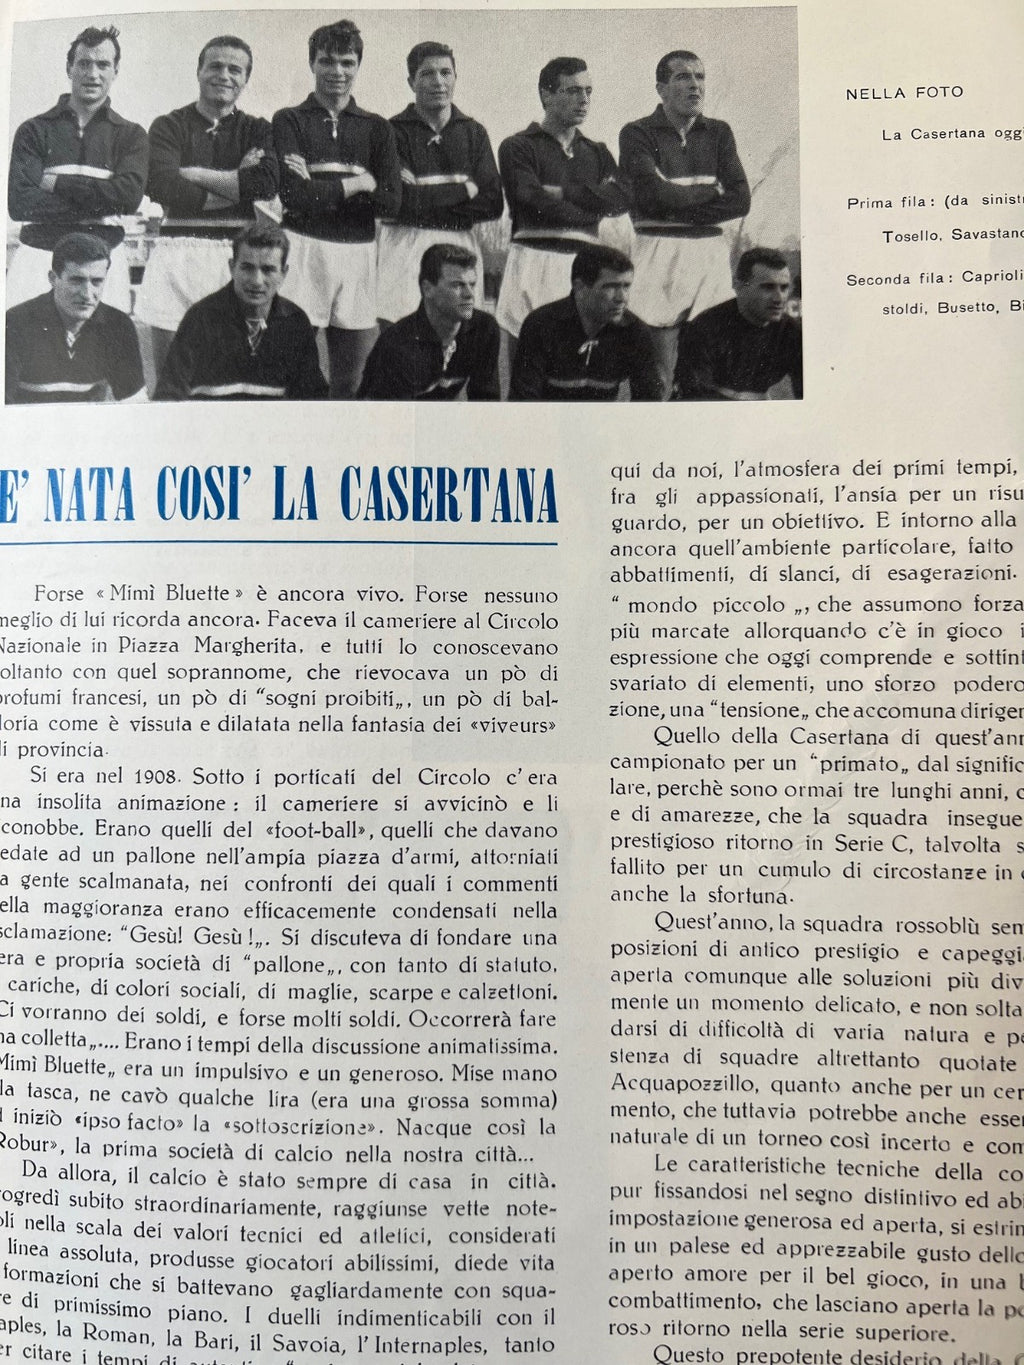 NELLA FOTO
La Casertana
Prima fila: (da
Tosello, Savastano
Seconda fila: Caprioli
stoldi, Busetto,
E' NATA COSI' LA CASERTANA
Forse « Mimì Bluette » è ancora vivo. Forse nessuno
meglio di lui ricorda ancora. Faceva il cameriere al Circolo
Nazionale in Piazza Margherita, e tutti lo conoscevano
oltanto con quel soprannome, che rievocava un pò di
profumi francesi, un pò di "sogni proibiti„, un pò di bal-
doria come è vissuta e dilatata nella fantasia dei «viveurs»
di provincia.
Si era nel 1908. Sotto i porticati del Circolo c'era
na insolita animazione : il cameriere si avvicinò e li
conobbe. Erano quelli del «foot-ball», quelli che davano
edate ad un pallone nell'ampia piazza d'armi, attorniati
a gente scalmanata, nei confronti dei quali i commenti
ella maggioranza erano efficacemente condensati nella
sclamazione: "Gesù! Gesù !„. Si discuteva di fondare una
era e propria società di "pallone„, con tanto di statuto,
cariche, di colori sociali, di maglie, scarpe e calzettoni.
Ci vorranno dei soldi, e forse molti soldi. Occorrerà fare
na colletta„.... Erano i tempi della discussione animatissima.
Mimì Bluette„ era un impulsivo e un generoso. Mise mano
lla tasca, ne cavò qualche lira (era una grossa somma)
d iniziò «ipso facto» la «sottoscrizione». Nacque così la
Robur», la prima società di calcio nella nostra città...
Da allora, il calcio è stato sempre di casa in città.
rogredì subito straordinariamente, raggiunse vette note-
oli nella scala dei valori tecnici ed atletici, considerati
linea assoluta, produsse giocatori abilissimi, diede vita
formazioni che si battevano gagliardamente con squa-
re di primissimo piano. I duelli indimenticabili con il
aples, la Roman, la Bari, il Savoia, l'Internaples, tanto
er citare i tempi di
qui da noi, l'atmosfera dei primi tempi,
fra gli appassionati, l'ansia per un risu
guardo, per un obiettivo. E intorno alla
ancora quell'ambiente particolare, fatto
abbattimenti, di slanci, di esagerazioni.
" mondo piccolo „, che assumono forza
più marcate allorquando c'è in gioco
espressione che oggi comprende e sottint
svariato di elementi, uno sforzo podero
zione, una "tensione„ che accomuna dirigen
Quello della Casertana di quest'ann
campionato per un "primato„ dal signific
lare, perchè sono ormai tre lunghi anni,
e di amarezze, che la squadra insegue
prestigioso ritorno in Serie C, talvolta
fallito per un cumulo di circostanze in
anche la sfortuna.
Quest'anno, la squadra rossoblù sem
posizioni di antico prestigio e capeggia
aperta comunque alle soluzioni più div
mente un momento delicato, e non solta
darsi di difficoltà di varia natura e pe
stenza di squadre altrettanto quotate
Acquapozzillo, quanto anche per un cer
mento, che tuttavia potrebbe anche esser
naturale di un torneo così incerto e com
Le caratteristiche tecniche della co
pur fissandosi nel segno distintivo ed ab
impostazione generosa ed aperta, si estrin
in un palese ed apprezzabile gusto dello
aperto amore per il bel gioco, in una
combattimento, che lasciano aperta la po
roso ritorno nella serie superiore.
Questo prepotente desiderio della